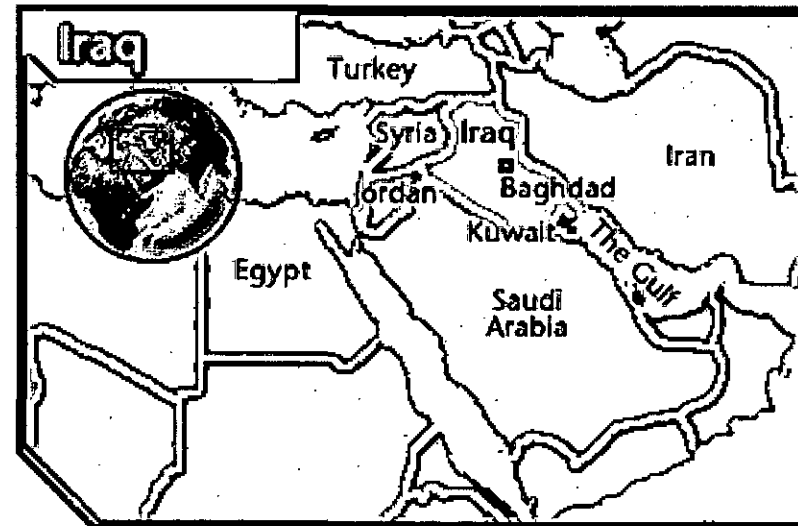 Iraq
Turkey
Syria
Iraq
Iran
Jordan
Baghdad
Kuwait
The Gulf
Egypt
Saudi
Arabia